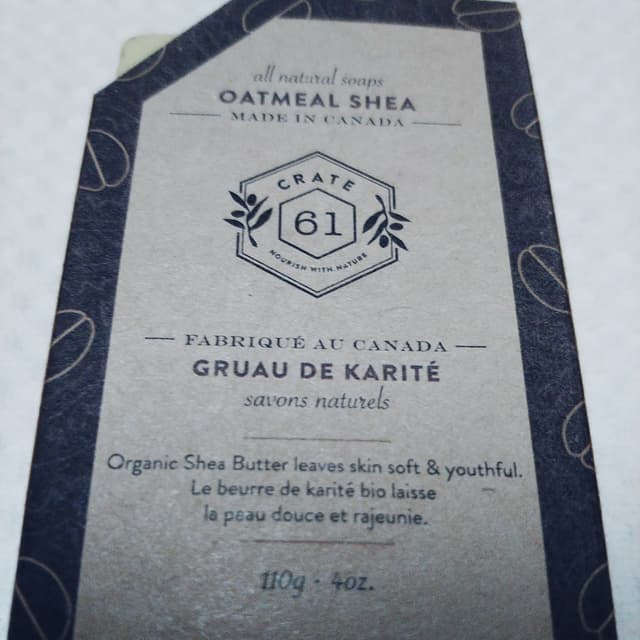 all natural soaps
OATMEAL SHEA
MADE IN CANADA
CRATE
61
NOURISH WITH NATURE
FABRIQUÉ AU CANADA
GRUAU DE KARITÉ
savons naturels
Organic Shea Butter leaves skin soft & youthful.
Le beurre de karité bio laisse
la peau douce et rajeunie.
110g · 4oz.